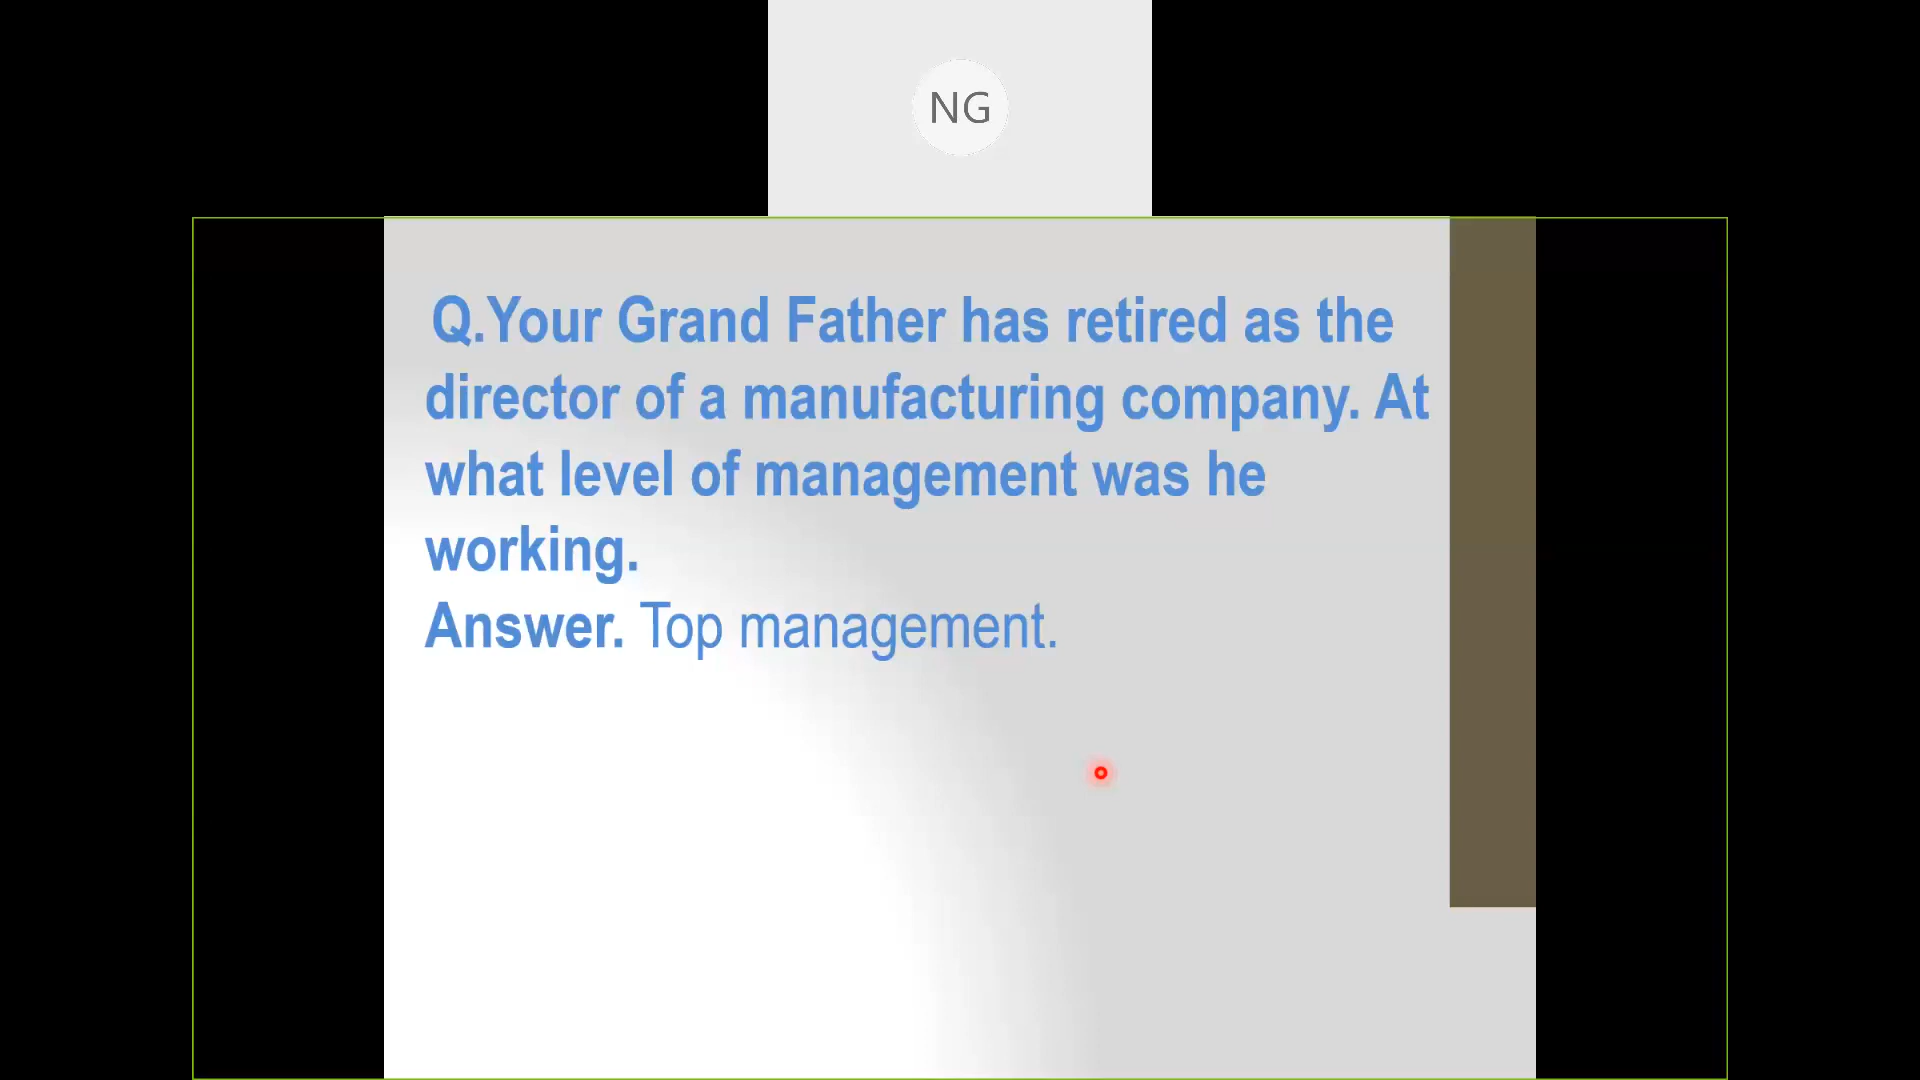 NG
Q.Your Grand Father has retired as the
director of a manufacturing company. At
what level of management was he
working.
Answer. Top management.